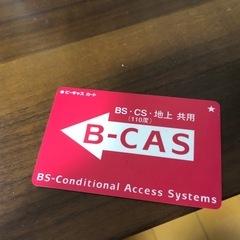 ビーキャス カード
BS・CS・地上 共用
(110度)
B-CAS
BS-Conditional Access Systems